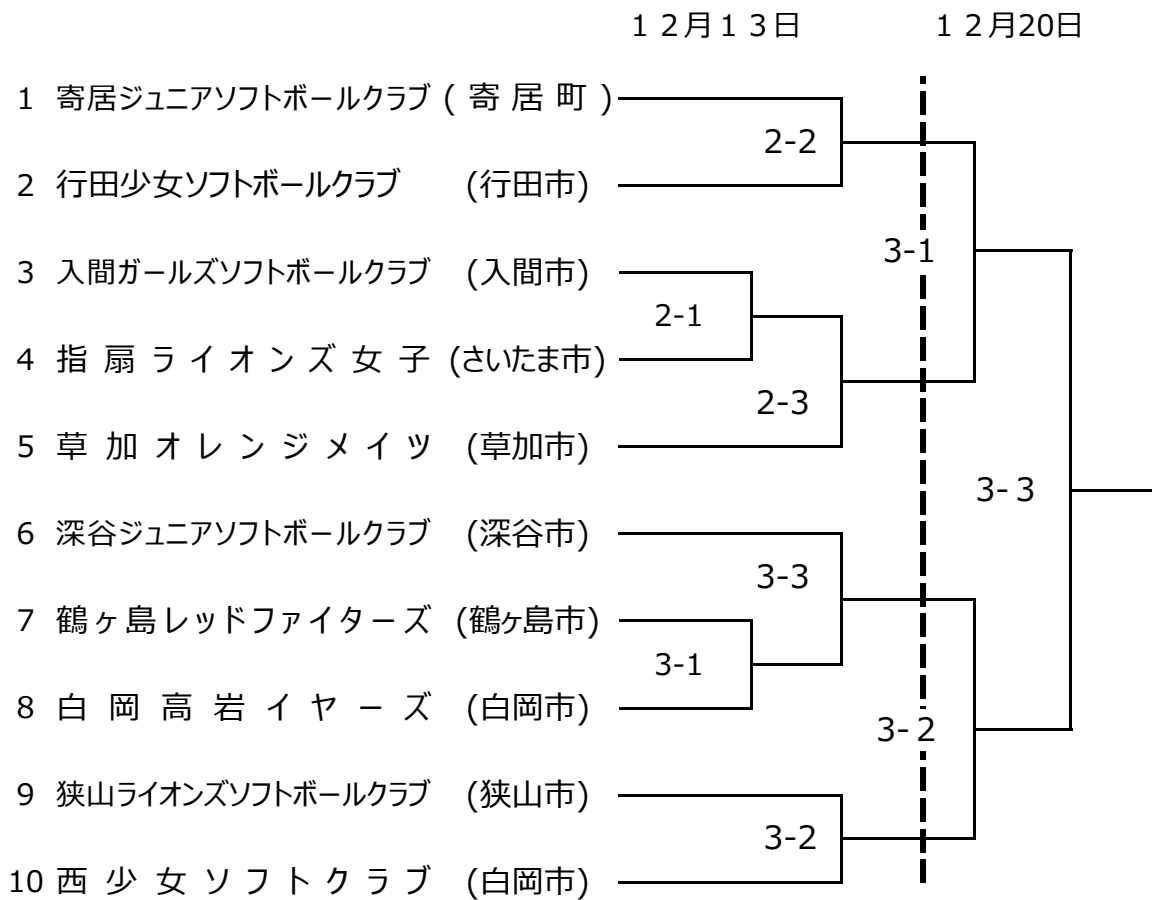 １２月１３日 １２月20日
1 寄居ジュニアソフトボールクラブ ( 寄 居 町 )
2-2
2 行田少女ソフトボールクラブ (行田市)
3-1
3 入間ガールズソフトボールクラブ (入間市)
2-1
4 指 扇 ラ イ オ ン ズ 女 子 (さいたま市)
2-3
5 草 加 オ レ ン ジ メ イ ツ (草加市)
3-３
6 深谷ジュニアソフトボールクラブ (深谷市)
3-3
7 鶴 ヶ 島 レ ッ ド フ ァ イ タ ー ズ (鶴ヶ島市)
3-1
8 白 岡 高 岩 イ ヤ ー ズ (白岡市)
3-２
9 狭山ライオンズソフトボールクラブ (狭山市)
3-2
10 西 少 女 ソ フ ト ク ラ ブ (白岡市)